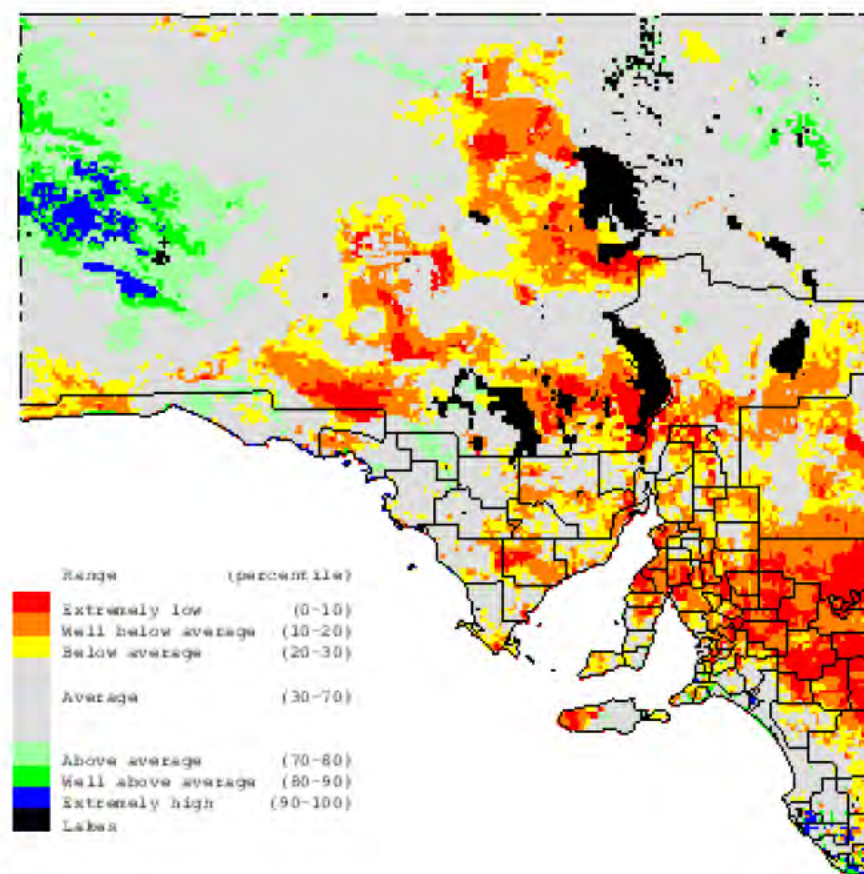 Range (percentile)
Extremely low (0-10)
Well below average (10-20)
Below average (20-30)
Average (30-70)
Above average (70-80)
Well above average (80-90)
Extremely high (90-100)
Lakes